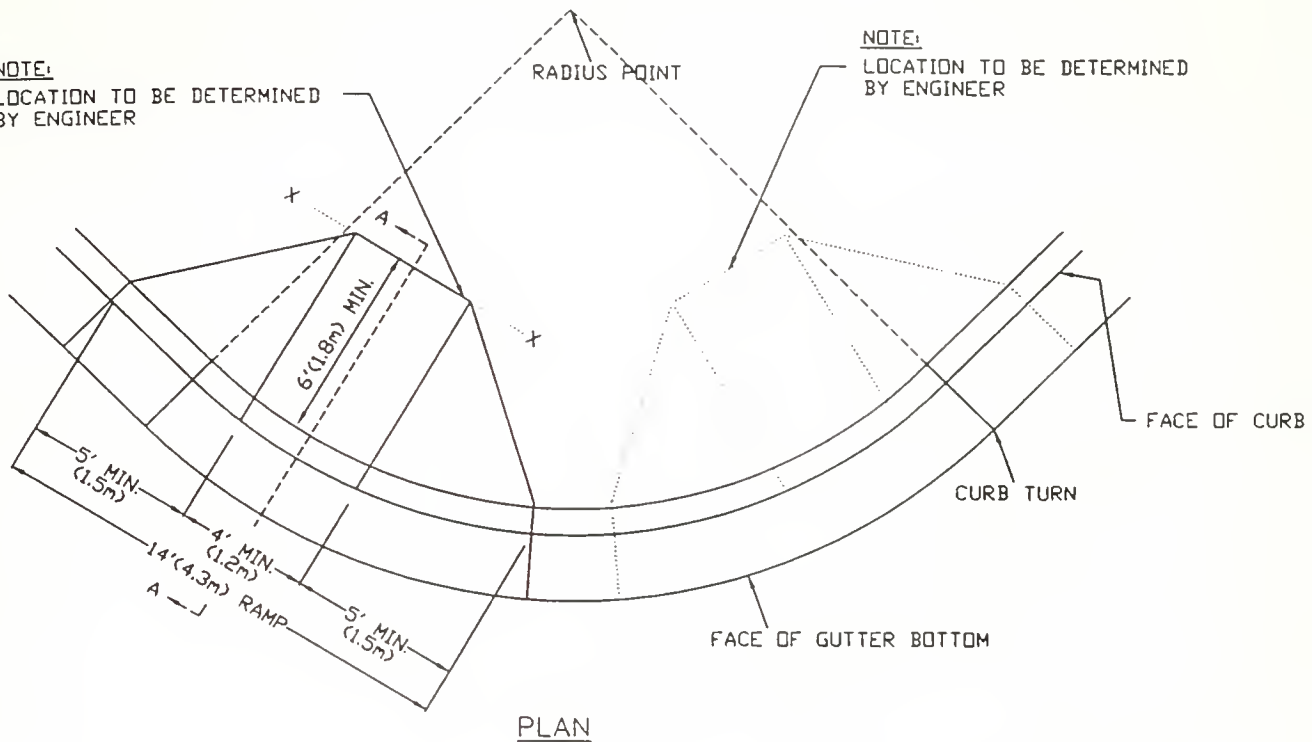 NOTE:
LOCATION TO BE DETERMINED
BY ENGINEER
RADIUS POINT
NOTE:
LOCATION TO BE DETERMINED
BY ENGINEER
X
A
6'(1.8m) MIN.
X
FACE OF CURB
CURB TURN
5' MIN.
(1.5m)
4' MIN.
(1.2m)
14'(4.3m) RAMP
A
5' MIN.
(1.5m)
FACE OF GUTTER BOTTOM
PLAN